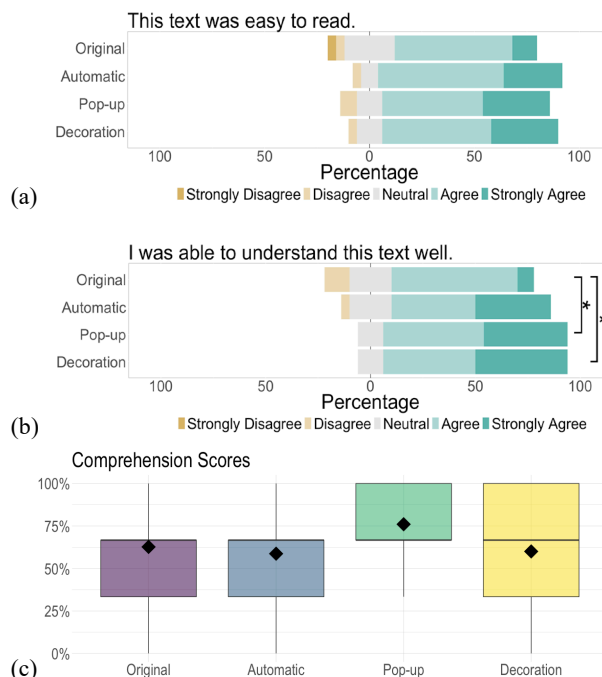 This text was easy to read.
Original
Automatic
Pop-up
Decoration
100 50 0 50 100
Percentage
(a)
Strongly Disagree Disagree Neutral Agree Strongly Agree
I was able to understand this text well.
Original
Automatic
Pop-up
Decoration
*
*
100 50 0 50 100
Percentage
(b)
Strongly Disagree Disagree Neutral Agree Strongly Agree
Comprehension Scores
100%
75%
50%
25%
0%
(c)
Original Automatic Pop-up Decoration